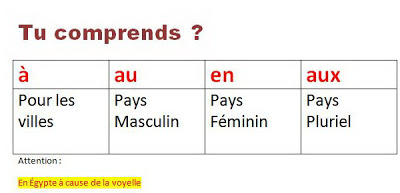 Tu comprends ?
à au en aux
Pour les Pays Pays Pays
villes Masculin Féminin Pluriel
Attention :
En Égypte à cause de la voyelle